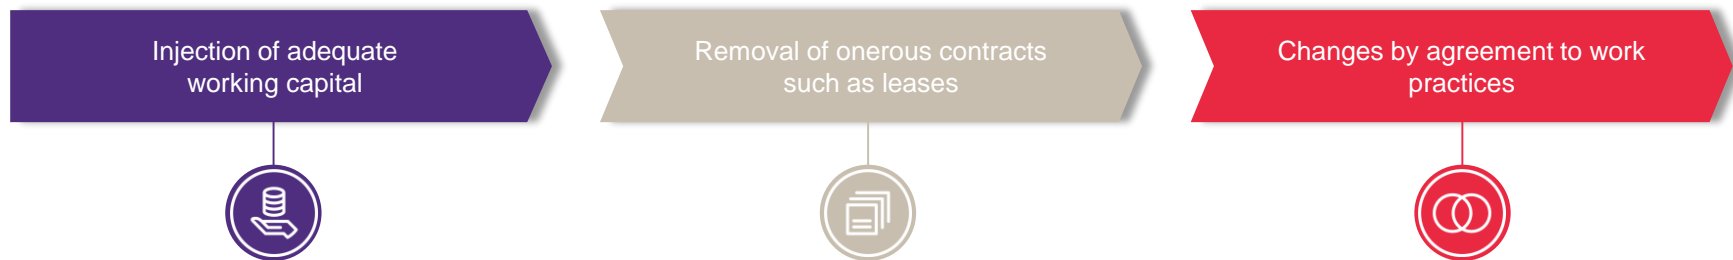 Injection of adequate
working capital
Removal of onerous contracts
such as leases
Changes by agreement to work
practices